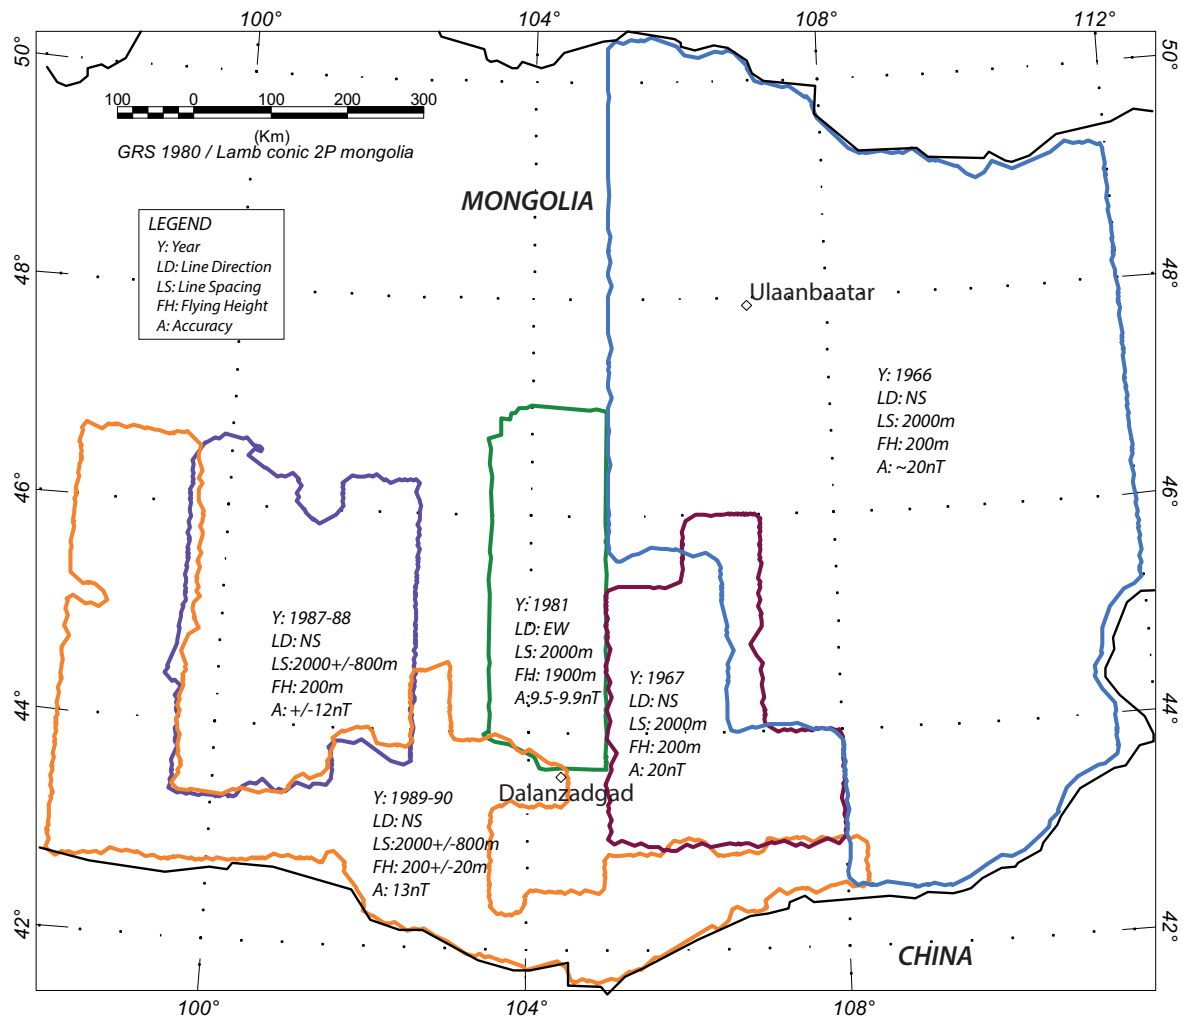 100° 104° 108° 112°
50° 50°
100 0 100 200 300
(Km)
GRS 1980 / Lamb conic 2P mongolia
MONGOLIA
LEGEND
Y: Year
LD: Line Direction
LS: Line Spacing
FH: Flying Height
A: Accuracy
48° 48°
Ulaanbaatar
Y: 1966
LD: NS
LS: 2000m
FH: 200m
A: ~20nT
46° 46°
Y: 1987-88
LD: NS
LS:2000+/-800m
FH: 200m
A: +/-12nT
Y: 1981
LD: EW
LS: 2000m
FH: 1900m
A:9.5-9.9nT
Y: 1967
LD: NS
LS: 2000m
FH: 200m
A: 20nT
44° 44°
Dalanzadgad
Y: 1989-90
LD: NS
LS:2000+/-800m
FH: 200+/-20m
A: 13nT
42° 42°
CHINA
100° 104° 108°